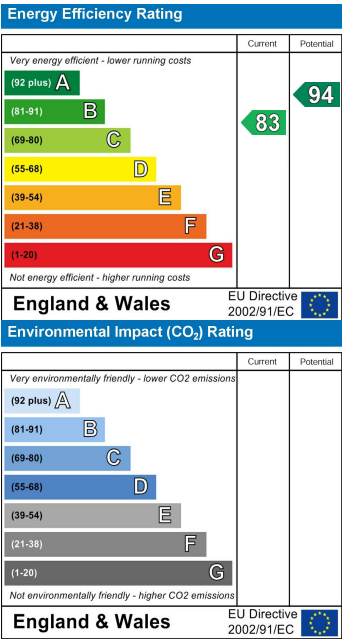 Energy Efficiency Rating
Current Potential
Very energy efficient - lower running costs
(92 plus) A
94
(81-91) B
83
(69-80) C
(55-68) D
(39-54) E
(21-38) F
(1-20) G
Not energy efficient - higher running costs
England & Wales
EU Directive
2002/91/EC
Environmental Impact (CO₂) Rating
Current Potential
Very environmentally friendly - lower CO2 emissions
(92 plus) A
(81-91) B
(69-80) C
(55-68) D
(39-54) E
(21-38) F
(1-20) G
Not environmentally friendly - higher CO2 emissions
England & Wales
EU Directive
2002/91/EC